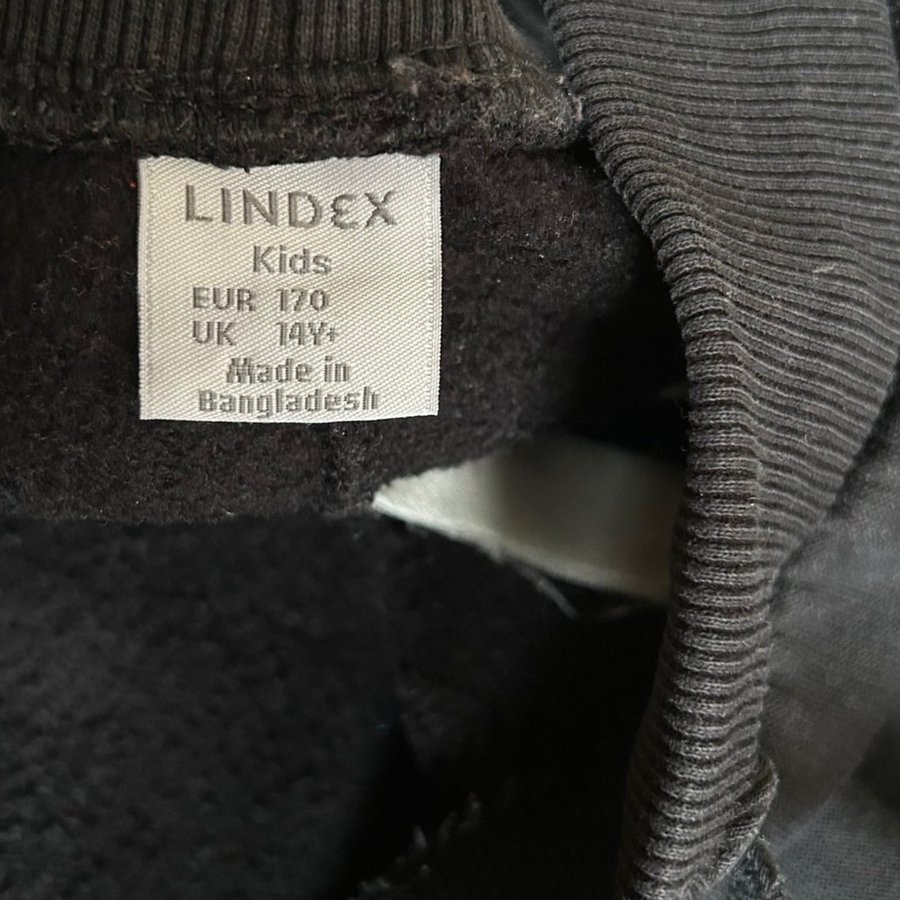 LINDEX
Kids
EUR 170
UK 14Y+
Made in
Bangladesh